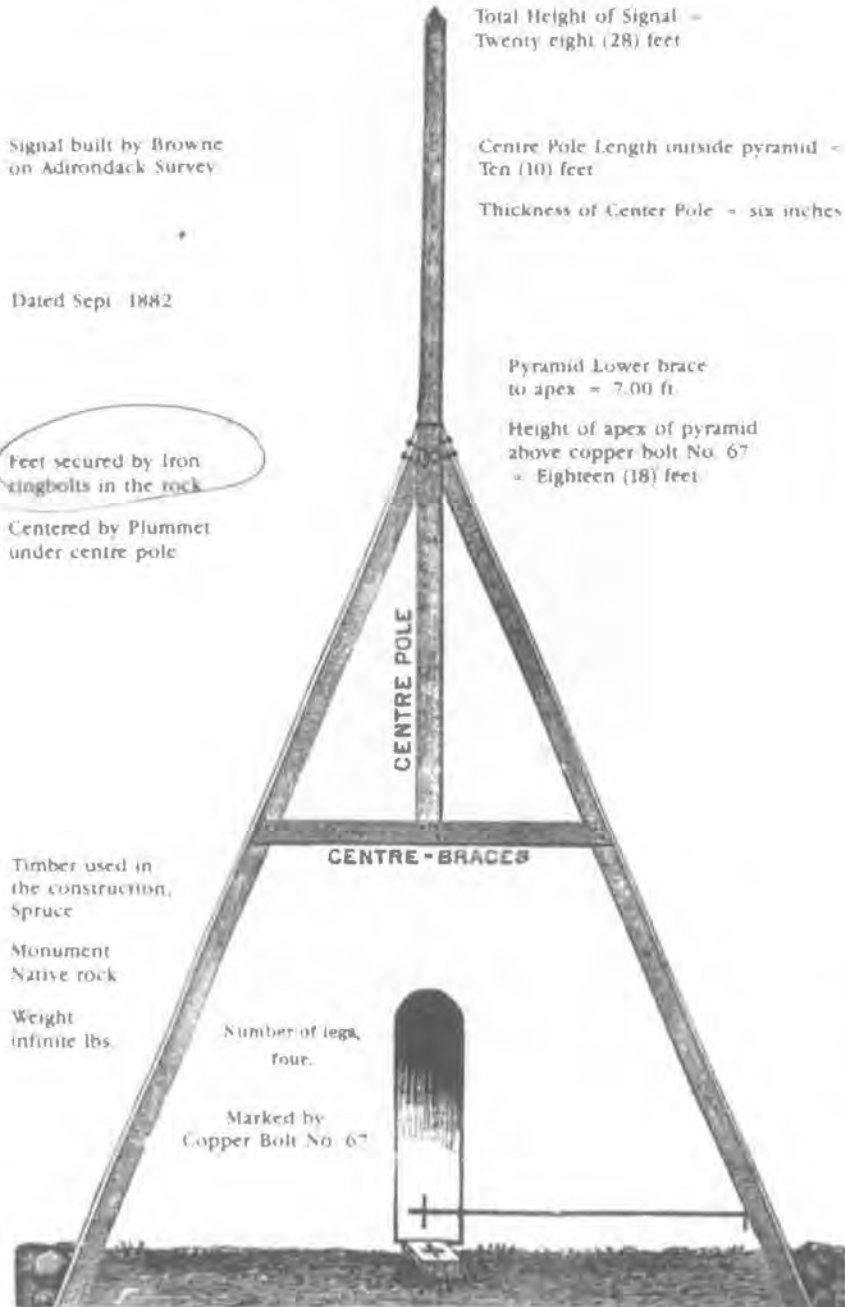 Total Height of Signal =
Twenty eight (28) feet
Signal built by Browne
on Adirondack Survey
Centre Pole Length outside pyramid =
Ten (10) feet
Thickness of Center Pole = six inches
Dated Sept 1882
Pyramid Lower brace
to apex = 7.00 ft.
Height of apex of pyramid
above copper bolt No. 67
= Eighteen (18) feet
Feet secured by Iron
ringbolts in the rock
Centered by Plummet
under centre pole
CENTRE POLE
CENTRE-BRACES
Timber used in
the construction,
Spruce
Monument
Native rock
Weight
infinite lbs.
Number of legs,
four.
Marked by
Copper Bolt No. 67